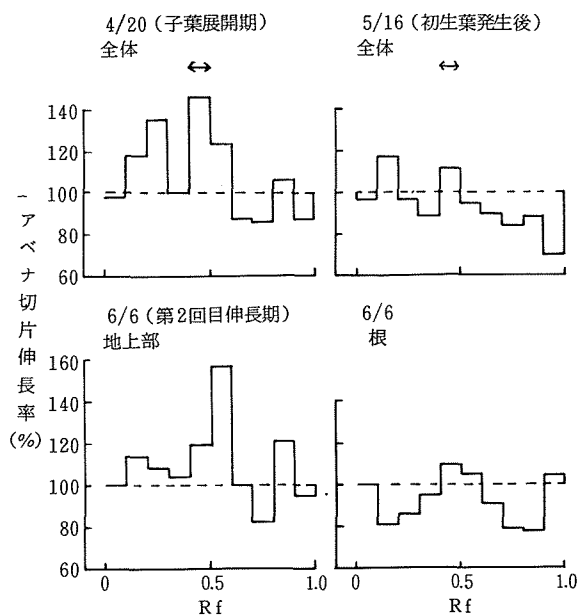 4/20 (子葉展開期)
全体
5/16 (初生葉発生後)
全体
140
120
100
80
60
アベナ切片伸長率(%)
6/6 (第2回目伸長期)
地上部
6/6
根
160
140
120
100
80
60
0 0.5 1.0
Rf
0 0.5 1.0
Rf